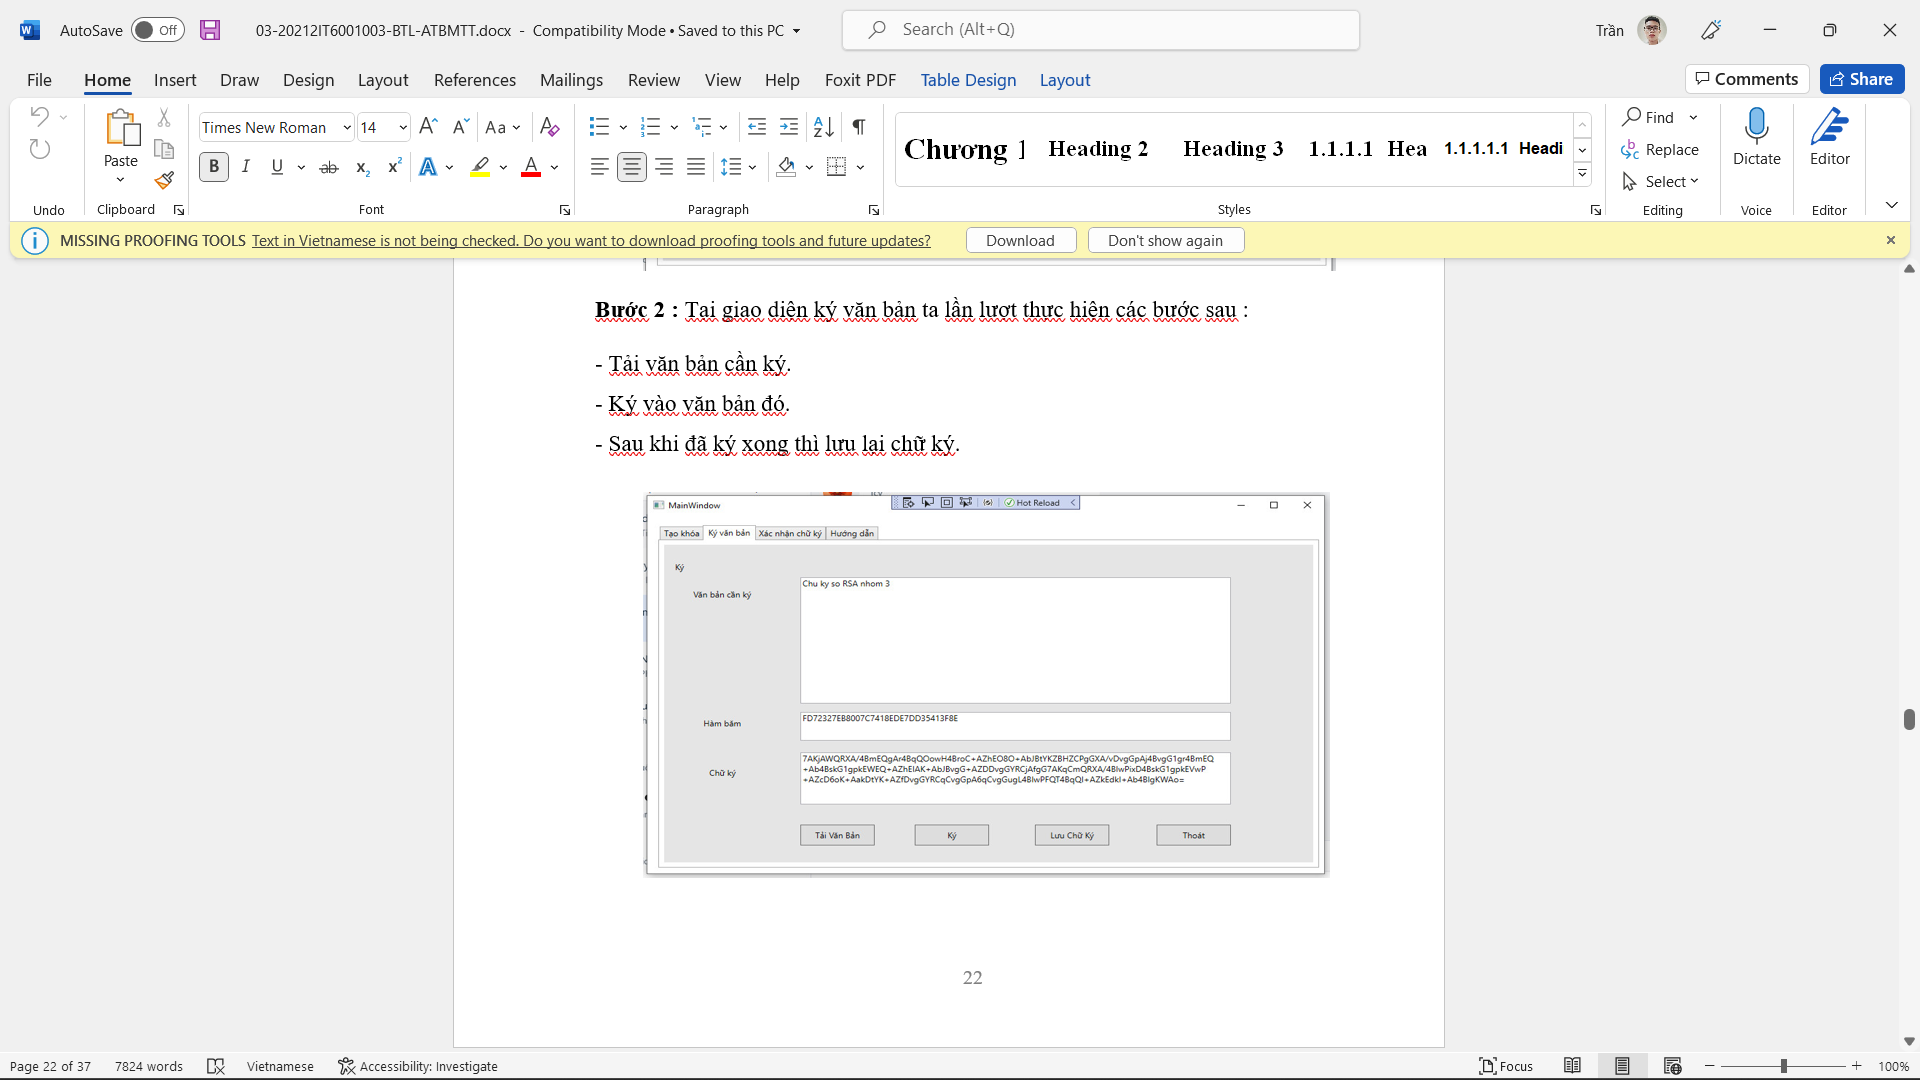 AutoSave Off 03-20212IT6001003-BTL-ATBMTT.docx - Compatibility Mode • Saved to this PC Search (Alt+Q) Trần
File Home Insert Draw Design Layout References Mailings Review View Help Foxit PDF Table Design Layout Comments Share
Times New Roman 14 Aa
Chương 1 Heading 2 Heading 3 1.1.1.1 Hea 1.1.1.1.1 Headi
Find
Replace
Select
Paste
Dictate
Editor
B I U ab x₂ x² A A
Undo Clipboard Font Paragraph Styles Editing Voice Editor
MISSING PROOFING TOOLS Text in Vietnamese is not being checked. Do you want to download proofing tools and future updates? Download Don't show again
Bước 2 : Tại giao diện ký văn bản ta lần lượt thực hiện các bước sau :
- Tải văn bản cần ký.
- Ký vào văn bản đó.
- Sau khi đã ký xong thì lưu lại chữ ký.
MainWindow Hot Reload
Tạo khóa Ký văn bản Xác nhận chữ ký Hướng dẫn
Ký
Văn bản cần ký
Chu ky so RSA nhom 3
Hàm băm
FD72327EB8007C7418EDE7DD35413F8E
Chữ ký
7AKjAWQRXA/4BmEQgAr4BqQOowH4BroC+AZhEO8O+AbJBtYKZBHZCPgGXA/vDvgGpAj4BvgG1gr4BmEQ
+Ab4BskG1gpkEWEQ+AZhEIAK+AbJBvgG+AZDDvgGYRCjAfgG7AKqCmQRXA/4BlwPixD4BskG1gpkEVwP
+AZcD6oK+AakDtYK+AZfDvgGYRCqCvgGpA6qCvgGugL4BlwPFQT4BqQI+AZkEdkI+Ab4BlgKWAo=
Tải Văn Bản Ký Lưu Chữ Ký Thoát
22
Page 22 of 37 7824 words Vietnamese Accessibility: Investigate Focus 100%